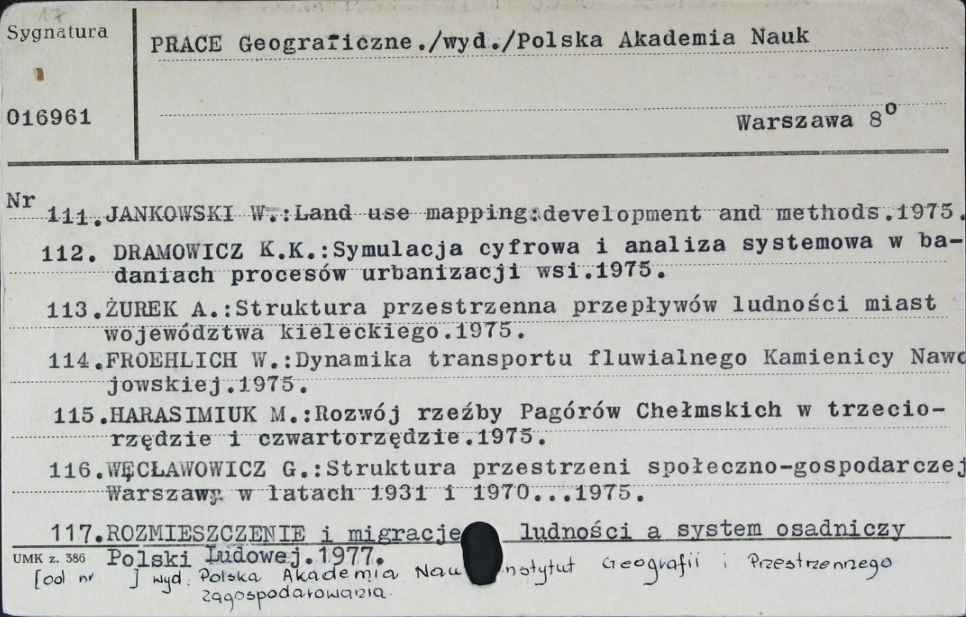 Sygnatura
PRACE Geograficzne./wyd./Polska Akademia Nauk
016961
Warszawa 8°
Nr
111.JANKOWSKI W.:Land use mapping:development and methods.1975.
112. DRAMOWICZ K.K.:Symulacja cyfrowa i analiza systemowa w ba-
daniach procesów urbanizacji wsi.1975.
113.ŻUREK A.:Struktura przestrzenna przepływów ludności miast
województwa kieleckiego.1975.
114.FROEHLICH W.:Dynamika transportu fluwialnego Kamienicy Nawo
jowskiej.1975.
115.HARASIMIUK M.:Rozwój rzeźby Pagórów Chełmskich w trzecio-
rzędzie i czwartorzędzie.1975.
116.WĘCŁAWOWICZ G.:Struktura przestrzeni społeczno-gospodarczej
Warszawy w latach 1931 i 1970...1975.
117.ROZMIESZCZENIE i migracje ludności a system osadniczy
Polski Ludowej.1977.
UMK z. 386
[od nr ] wyd. Polska Akademia Nauk Instytut Geografii i Przestrzennego
zagospodarowania